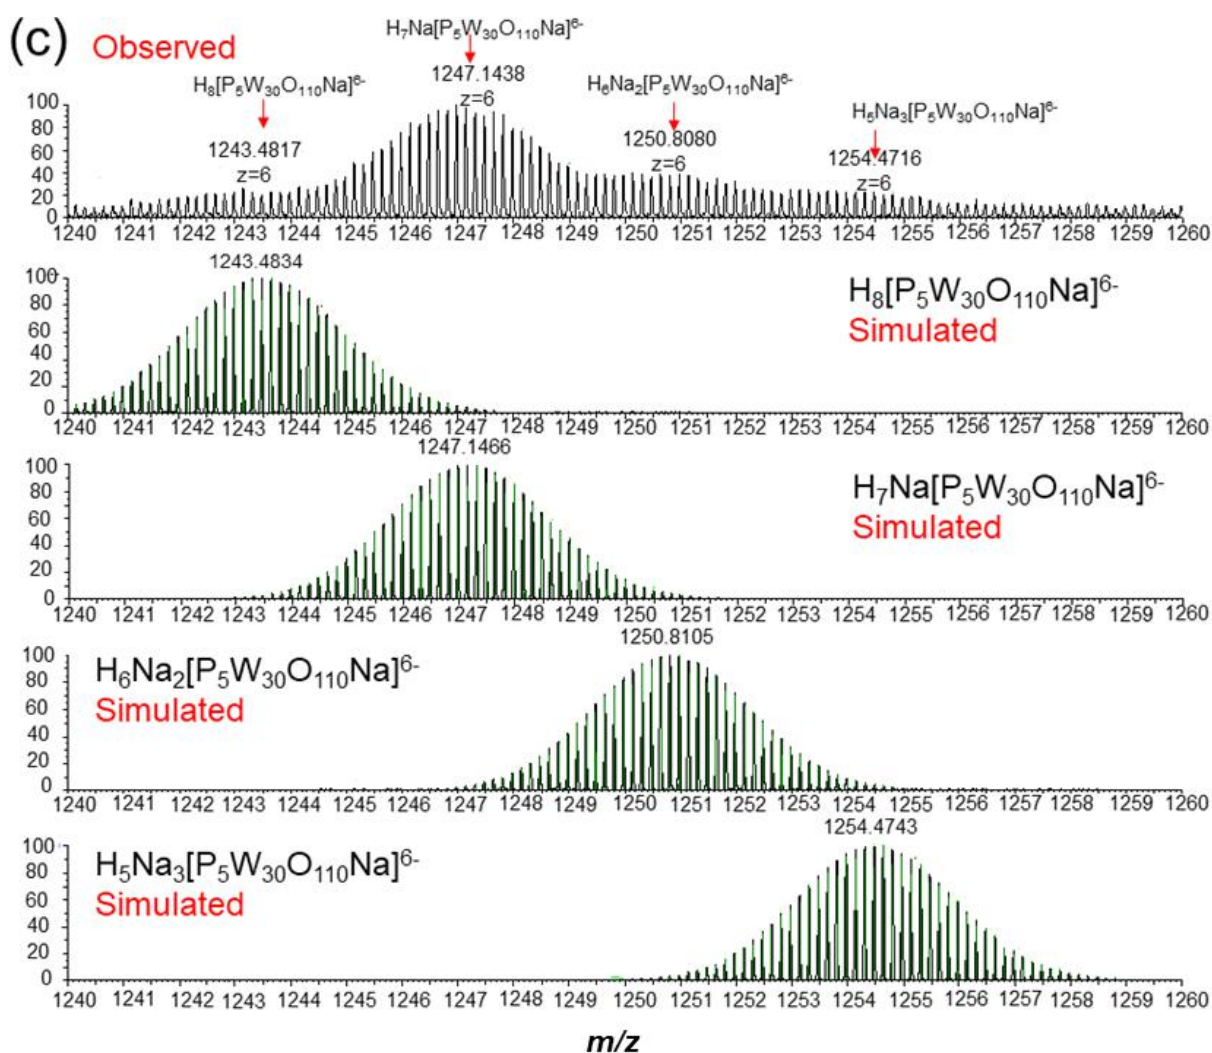 (c)
Observed
H₇Na[P₅W₃₀O₁₁₀Na]⁶⁻
H₈[P₅W₃₀O₁₁₀Na]⁶⁻
H₆Na₂[P₅W₃₀O₁₁₀Na]⁶⁻
H₅Na₃[P₅W₃₀O₁₁₀Na]⁶⁻
1243.4817
z=6
1247.1438
z=6
1250.8080
z=6
1254.4716
z=6
100
80
60
40
20
0
1240 1241 1242 1243 1244 1245 1246 1247 1248 1249 1250 1251 1252 1253 1254 1255 1256 1257 1258 1259 1260
1243.4834
H₈[P₅W₃₀O₁₁₀Na]⁶⁻
Simulated
100
80
60
40
20
0
1240 1241 1242 1243 1244 1245 1246 1247 1248 1249 1250 1251 1252 1253 1254 1255 1256 1257 1258 1259 1260
1247.1466
H₇Na[P₅W₃₀O₁₁₀Na]⁶⁻
Simulated
100
80
60
40
20
0
1240 1241 1242 1243 1244 1245 1246 1247 1248 1249 1250 1251 1252 1253 1254 1255 1256 1257 1258 1259 1260
1250.8105
H₆Na₂[P₅W₃₀O₁₁₀Na]⁶⁻
Simulated
100
80
60
40
20
0
1240 1241 1242 1243 1244 1245 1246 1247 1248 1249 1250 1251 1252 1253 1254 1255 1256 1257 1258 1259 1260
1254.4743
H₅Na₃[P₅W₃₀O₁₁₀Na]⁶⁻
Simulated
100
80
60
40
20
0
1240 1241 1242 1243 1244 1245 1246 1247 1248 1249 1250 1251 1252 1253 1254 1255 1256 1257 1258 1259 1260
m/z